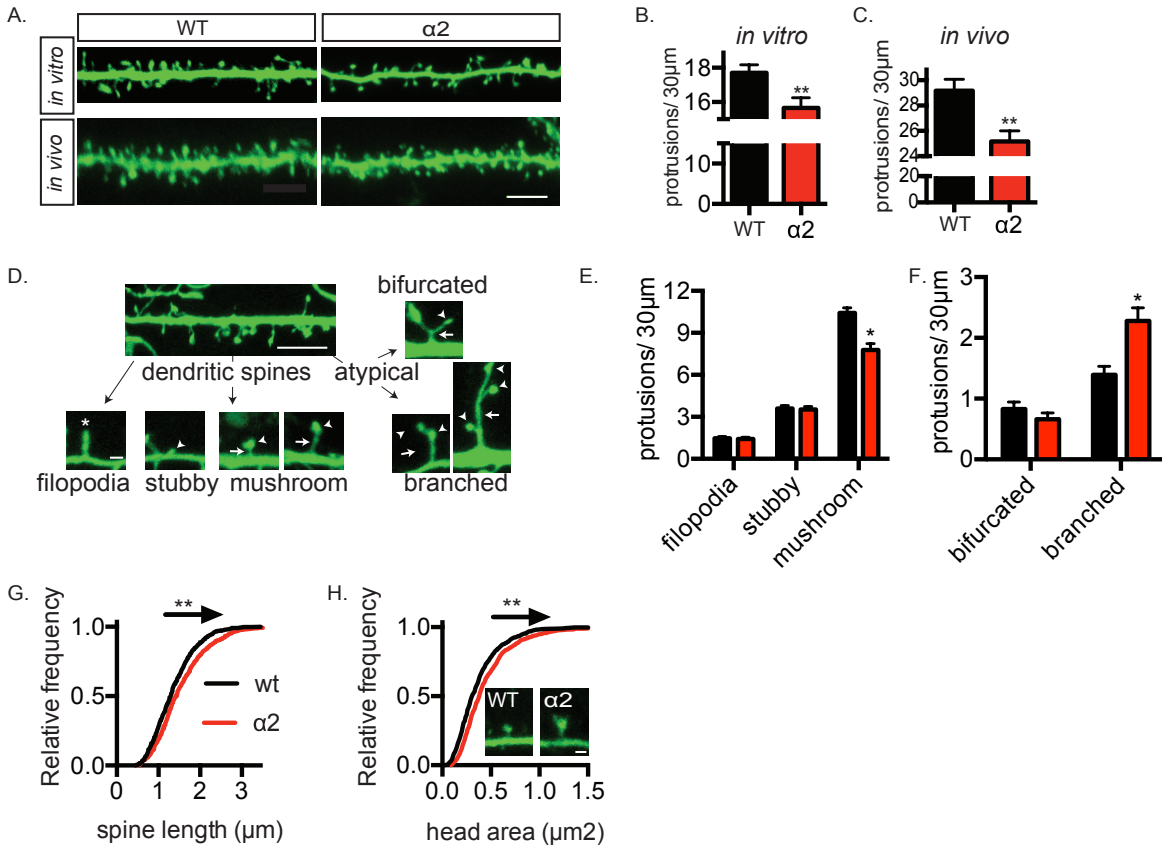 A.
WT
α2
in vitro
in vivo
B.
in vitro
protrusions/ 30µm
18
16
10
0
**
WT
α2
C.
in vivo
protrusions/ 30µm
30
28
26
24
20
0
**
WT
α2
D.
bifurcated
dendritic spines
atypical
*
filopodia
stubby
mushroom
branched
E.
protusions/ 30µm
12
9
6
3
0
*
filopodia
stubby
mushroom
F.
protrusions/ 30µm
3
2
1
0
*
bifurcated
branched
G.
**
Relative frequency
1.0
0.5
0.0
wt
α2
0 1 2 3
spine length (µm)
H.
**
Relative frequency
1.0
0.5
0.0
WT
α2
0.0 0.5 1.0 1.5
head area (µm2)